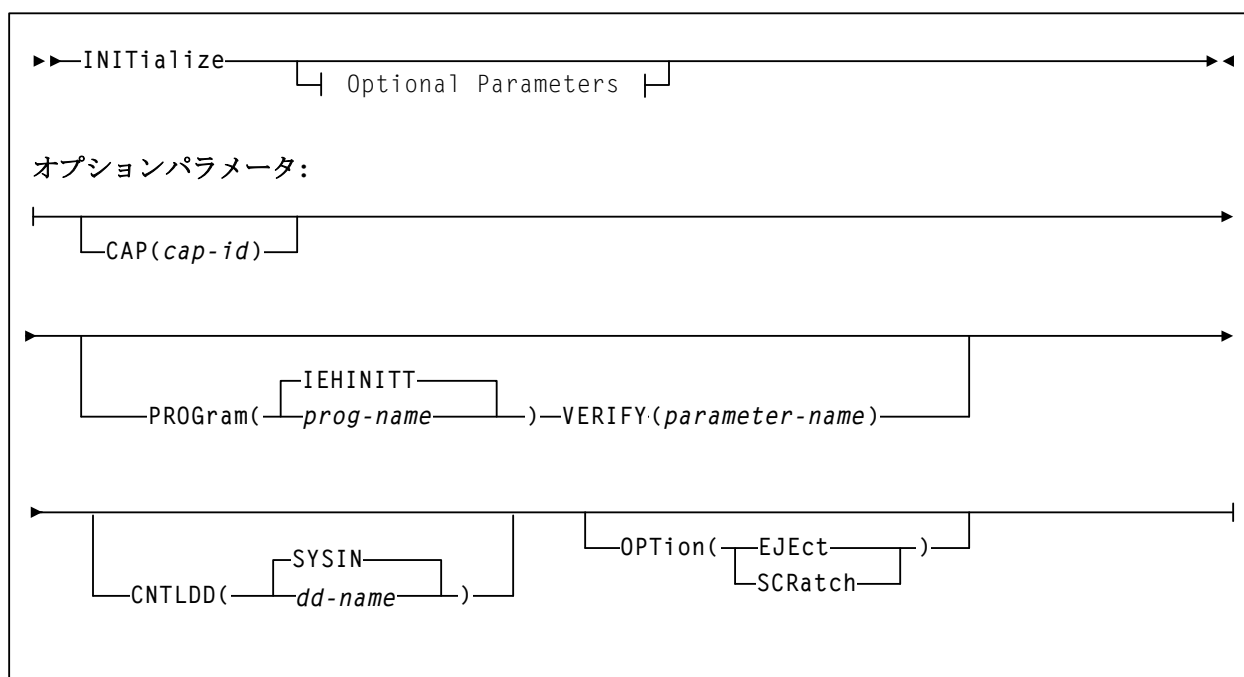 INITialize
Optional Parameters
オプションパラメータ:
CAP(cap-id)
IEHINITT
PROGram( prog-name )VERIFY(parameter-name)
SYSIN
CNTLDD( dd-name )
OPTion( EJEct )
SCRatch